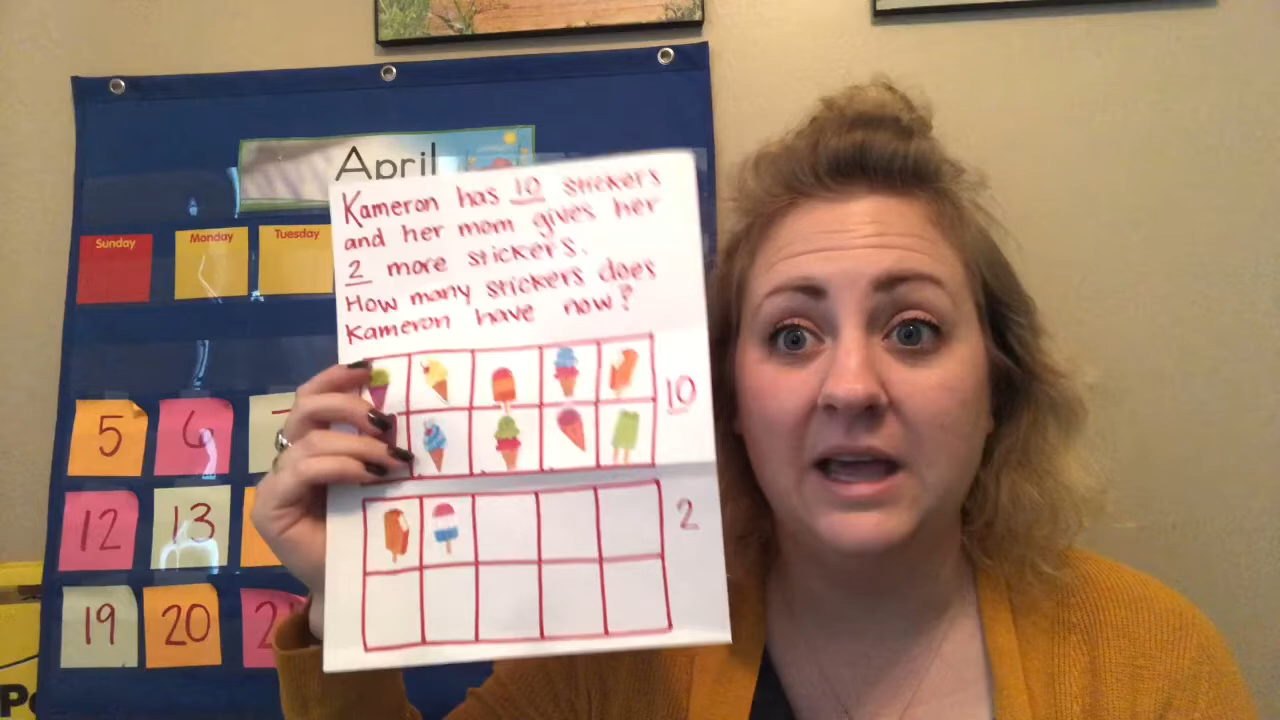 April
Sunday Monday Tuesday
Kameron has 10 stickers
and her mom gives her
2 more stickers.
How many stickers does
Kameron have now?
10
2
5 6
12 13
19 20 2